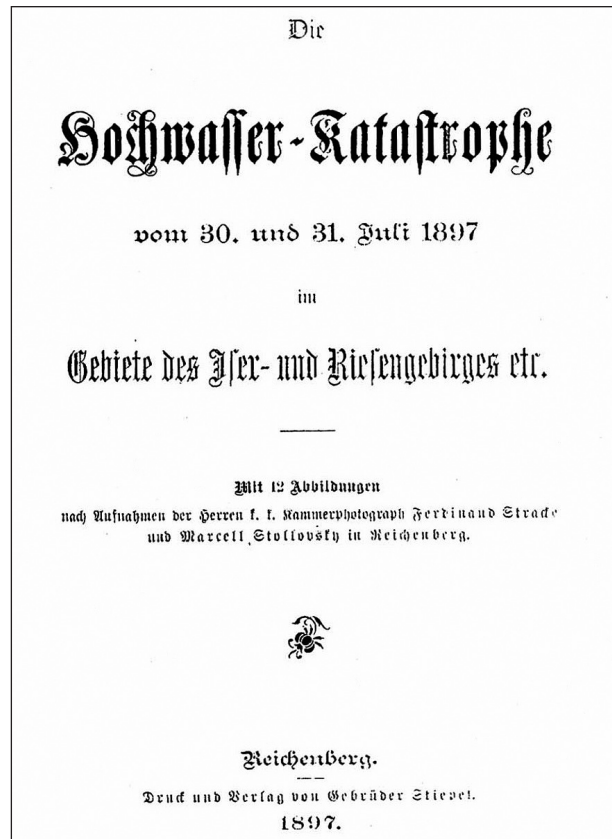 Die
Hochwasser-Katastrophe
vom 30. und 31. Juli 1897
im
Gebiete des Iser- und Riesengebirges etc.
Mit 12 Abbildungen
nach Aufnahmen der Herren k. k. Kammerphotograph Ferdinand Stracke
und Marcell Stollovsky in Reichenberg.
Reichenberg.
Druck und Verlag von Gebrüder Stiepel.
1897.